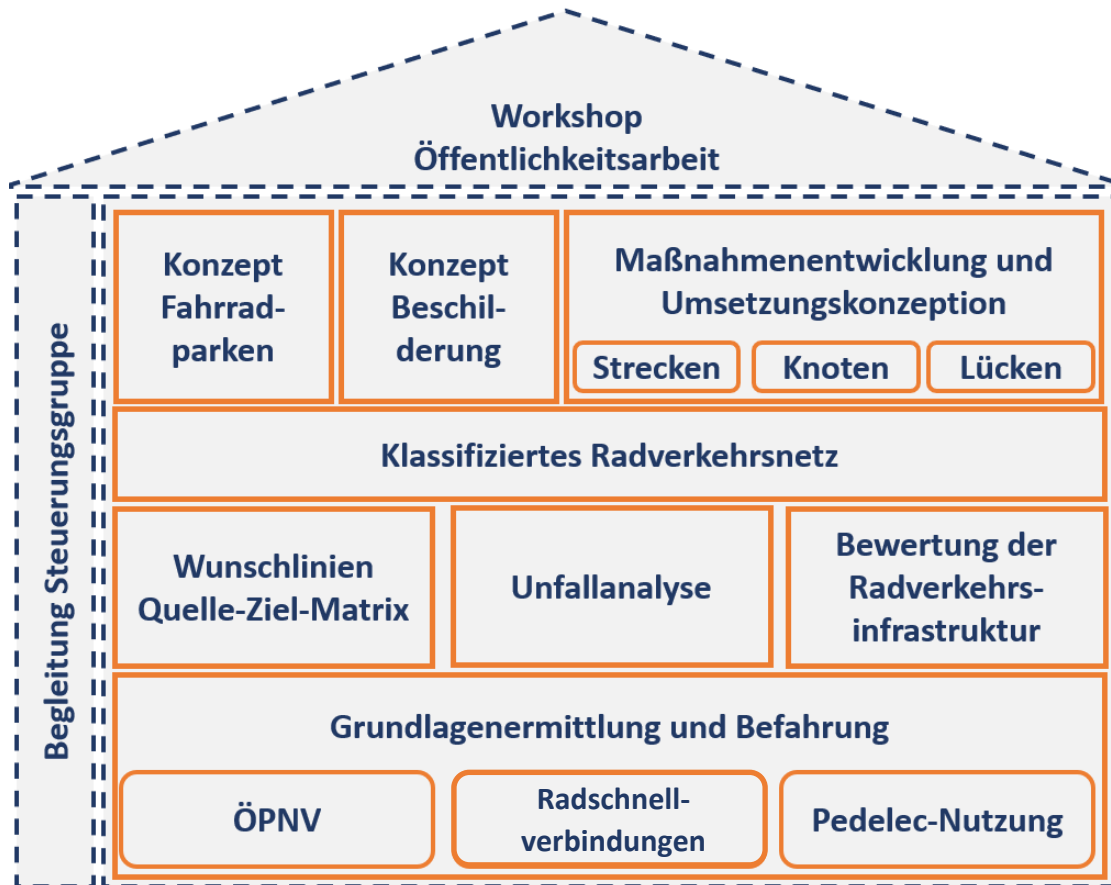 Workshop
Öffentlichkeitsarbeit
Begleitung Steuerungsgruppe
Konzept
Fahrrad-
parken
Konzept
Beschil-
derung
Maßnahmenentwicklung und
Umsetzungskonzeption
Strecken
Knoten
Lücken
Klassifiziertes Radverkehrsnetz
Wunschlinien
Quelle-Ziel-Matrix
Unfallanalyse
Bewertung der
Radverkehrs-
infrastruktur
Grundlagenermittlung und Befahrung
ÖPNV
Radschnell-
verbindungen
Pedelec-Nutzung